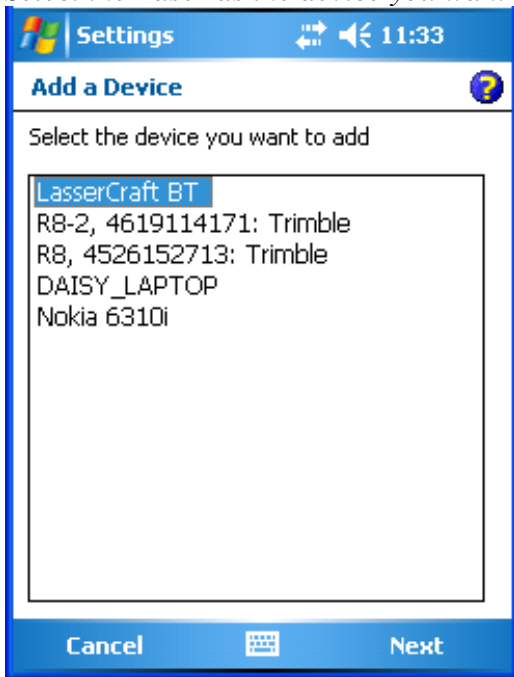 Settings 11:33
Add a Device ?
Select the device you want to add
LasserCraft BT
R8-2, 4619114171: Trimble
R8, 4526152713: Trimble
DAISY_LAPTOP
Nokia 6310i
Cancel Next